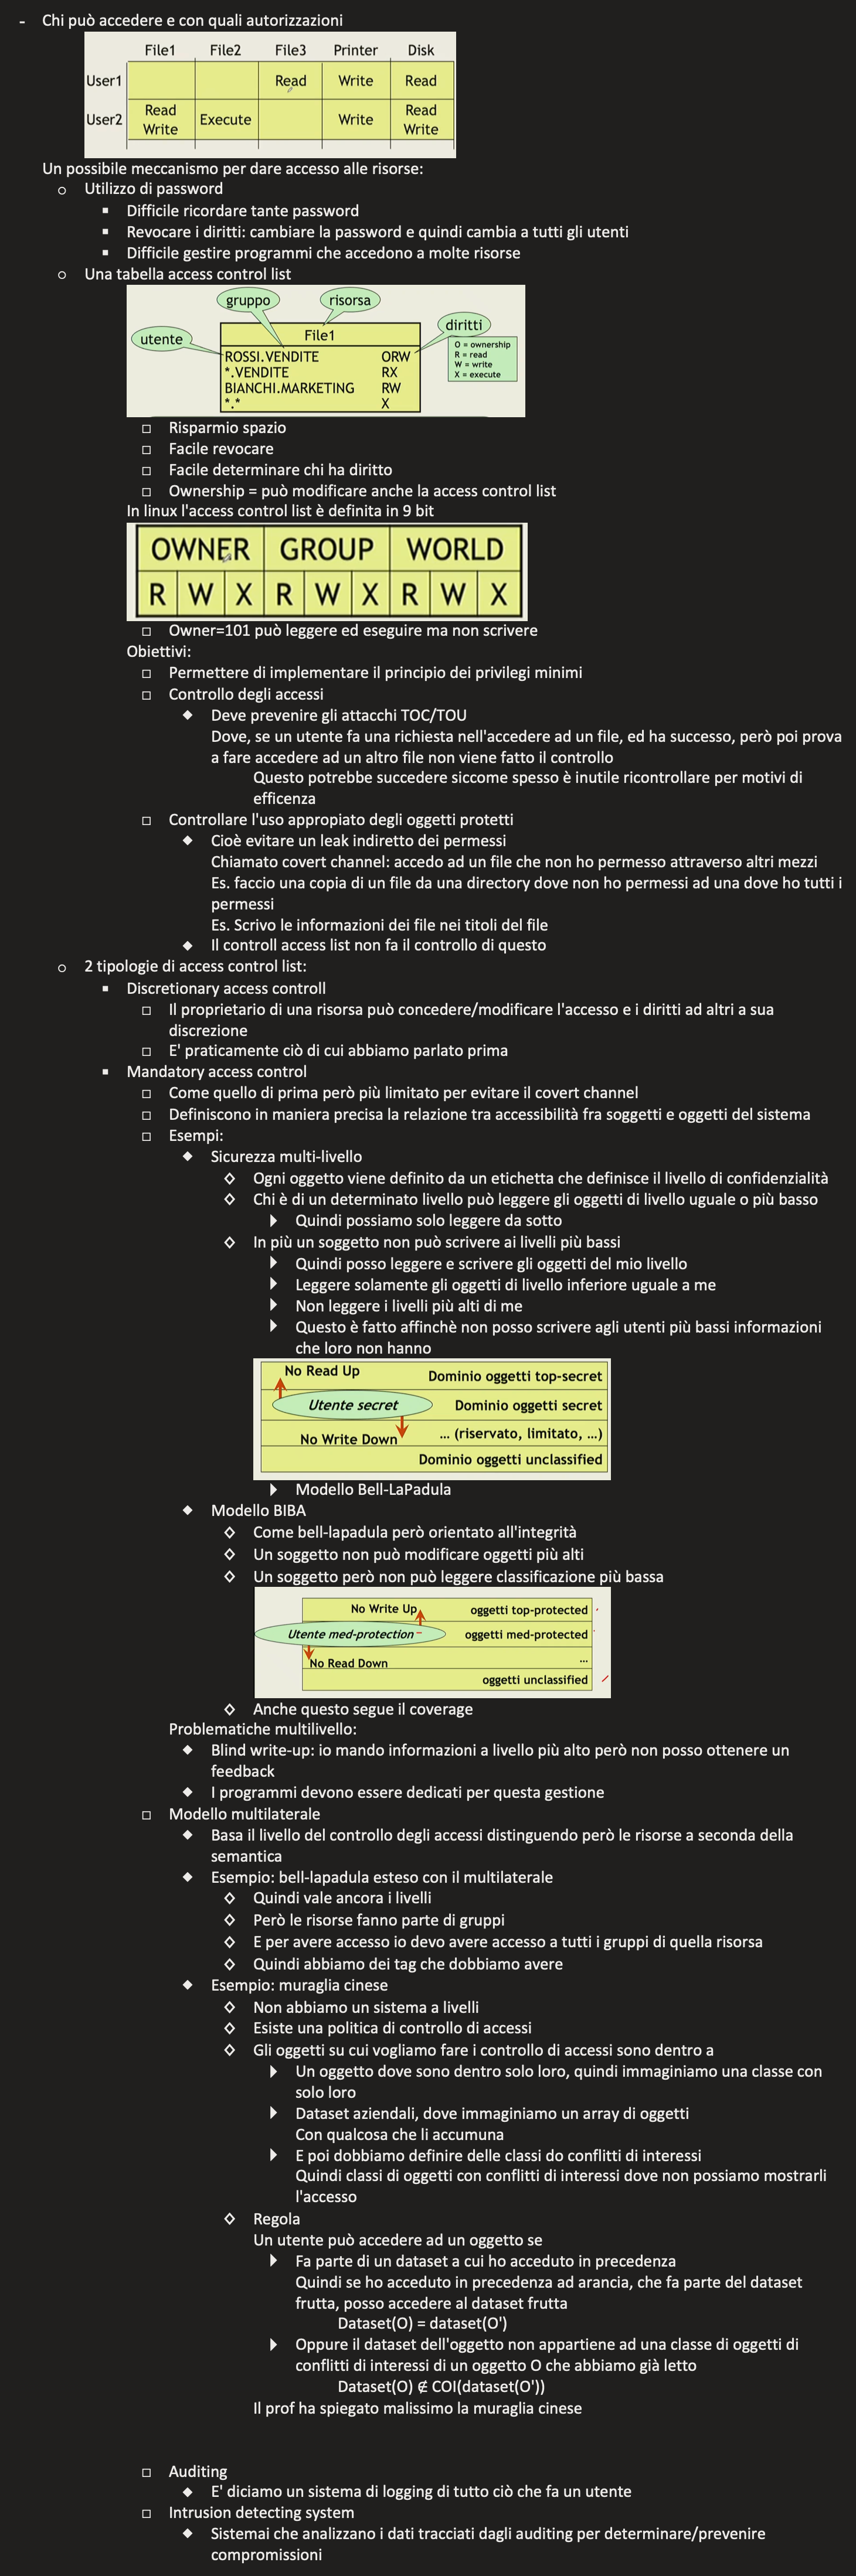 - Chi può accedere e con quali autorizzazioni
File1 File2 File3 Printer Disk
User1 Read Write Read
User2 Read Write Execute Write Read Write
Un possibile meccanismo per dare accesso alle risorse:
Utilizzo di password
Difficile ricordare tante password
Revocare i diritti: cambiare la password e quindi cambia a tutti gli utenti
Difficile gestire programmi che accedono a molte risorse
Una tabella access control list
gruppo risorsa
utente File1 diritti
ROSSI.VENDITE ORW
*.VENDITE RX
BIANCHI.MARKETING RW
*.* X
O = ownership
R = read
W = write
X = execute
Risparmio spazio
Facile revocare
Facile determinare chi ha diritto
Ownership = può modificare anche la access control list
In linux l'access control list è definita in 9 bit
OWNER GROUP WORLD
R W X R W X R W X
Owner=101 può leggere ed eseguire ma non scrivere
Obiettivi:
Permettere di implementare il principio dei privilegi minimi
Controllo degli accessi
Deve prevenire gli attacchi TOC/TOU
Dove, se un utente fa una richiesta nell'accedere ad un file, ed ha successo, però poi prova
a fare accedere ad un altro file non viene fatto il controllo
Questo potrebbe succedere siccome spesso è inutile ricontrollare per motivi di
efficenza
Controllare l'uso appropiato degli oggetti protetti
Cioè evitare un leak indiretto dei permessi
Chiamato covert channel: accedo ad un file che non ho permesso attraverso altri mezzi
Es. faccio una copia di un file da una directory dove non ho permessi ad una dove ho tutti i
permessi
Es. Scrivo le informazioni dei file nei titoli del file
Il controll access list non fa il controllo di questo
2 tipologie di access control list:
Discretionary access controll
Il proprietario di una risorsa può concedere/modificare l'accesso e i diritti ad altri a sua
discrezione
E' praticamente ciò di cui abbiamo parlato prima
Mandatory access control
Come quello di prima però più limitato per evitare il covert channel
Definiscono in maniera precisa la relazione tra accessibilità fra soggetti e oggetti del sistema
Esempi:
Sicurezza multi-livello
Ogni oggetto viene definito da un etichetta che definisce il livello di confidenzialità
Chi è di un determinato livello può leggere gli oggetti di livello uguale o più basso
Quindi possiamo solo leggere da sotto
In più un soggetto non può scrivere ai livelli più bassi
Quindi posso leggere e scrivere gli oggetti del mio livello
Leggere solamente gli oggetti di livello inferiore uguale a me
Non leggere i livelli più alti di me
Questo è fatto affinchè non posso scrivere agli utenti più bassi informazioni
che loro non hanno
No Read Up Dominio oggetti top-secret
Utente secret Dominio oggetti secret
No Write Down ... (riservato, limitato, ...)
Dominio oggetti unclassified
Modello Bell-LaPadula
Modello BIBA
Come bell-lapadula però orientato all'integrità
Un soggetto non può modificare oggetti più alti
Un soggetto però non può leggere classificazione più bassa
No Write Up oggetti top-protected
Utente med-protection oggetti med-protected
No Read Down ...
oggetti unclassified
Anche questo segue il coverage
Problematiche multilivello:
Blind write-up: io mando informazioni a livello più alto però non posso ottenere un
feedback
I programmi devono essere dedicati per questa gestione
Modello multilaterale
Basa il livello del controllo degli accessi distinguendo però le risorse a seconda della
semantica
Esempio: bell-lapadula esteso con il multilaterale
Quindi vale ancora i livelli
Però le risorse fanno parte di gruppi
E per avere accesso io devo avere accesso a tutti i gruppi di quella risorsa
Quindi abbiamo dei tag che dobbiamo avere
Esempio: muraglia cinese
Non abbiamo un sistema a livelli
Esiste una politica di controllo di accessi
Gli oggetti su cui vogliamo fare i controllo di accessi sono dentro a
Un oggetto dove sono dentro solo loro, quindi immaginiamo una classe con
solo loro
Dataset aziendali, dove immaginiamo un array di oggetti
Con qualcosa che li accumuna
E poi dobbiamo definire delle classi do conflitti di interessi
Quindi classi di oggetti con conflitti di interessi dove non possiamo mostrarli
l'accesso
Regola
Un utente può accedere ad un oggetto se
Fa parte di un dataset a cui ho acceduto in precedenza
Quindi se ho acceduto in precedenza ad arancia, che fa parte del dataset
frutta, posso accedere al dataset frutta
Dataset(O) = dataset(O')
Oppure il dataset dell'oggetto non appartiene ad una classe di oggetti di
conflitti di interessi di un oggetto O che abbiamo già letto
Dataset(O) ∉ COI(dataset(O'))
Il prof ha spiegato malissimo la muraglia cinese
Auditing
E' diciamo un sistema di logging di tutto ciò che fa un utente
Intrusion detecting system
Sistemai che analizzano i dati tracciati dagli auditing per determinare/prevenire
compromissioni